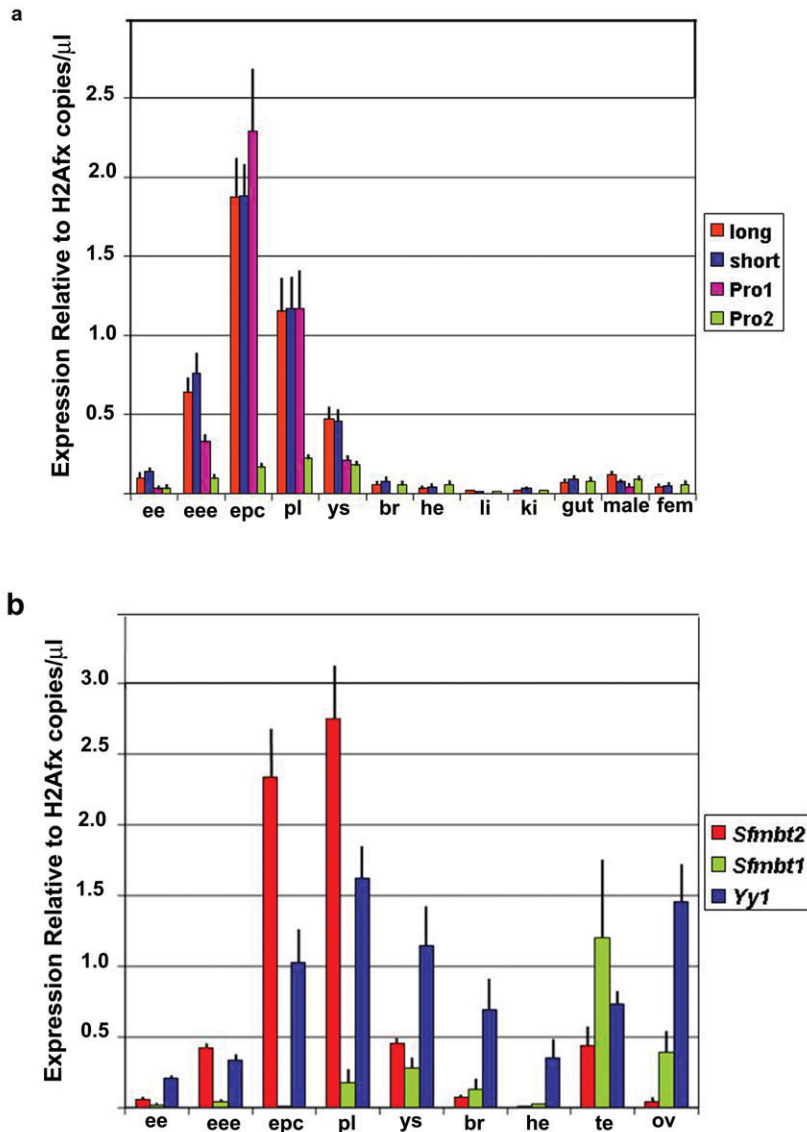 a
Expression Relative to H2Afx copies/µl
2.5
2.0
1.5
1.0
0.5
long
short
Pro1
Pro2
ee eee epc pl ys br he li ki gut male fem
b
Expression Relative to H2Afx copies/µl
3.0
2.5
2.0
1.5
1.0
0.5
Sfmbt2
Sfmbt1
Yy1
ee eee epc pl ys br he te ov